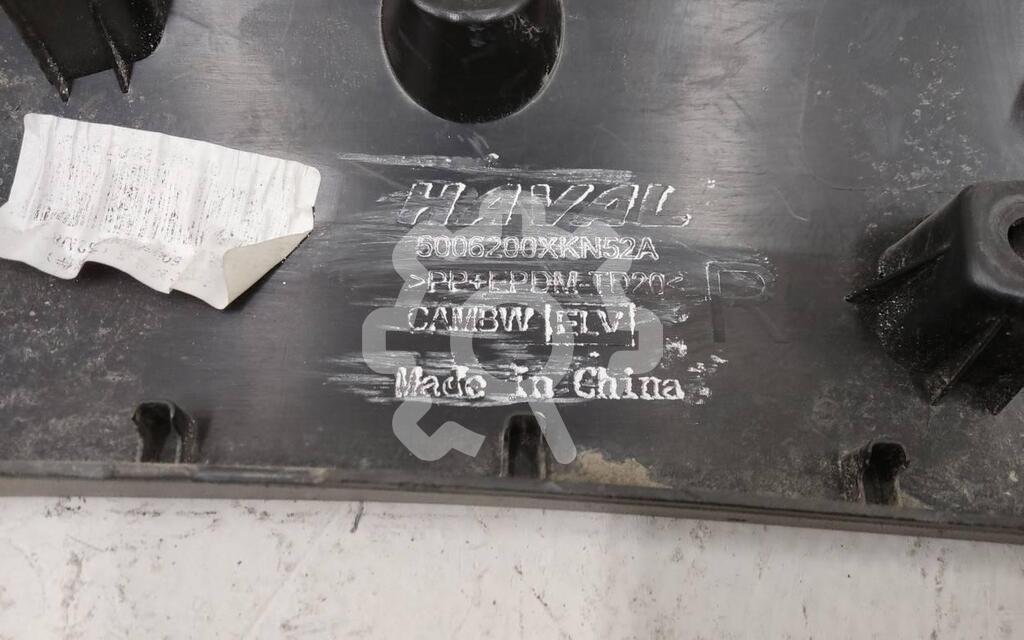 HAVAL
5006200XKN52A
>PP+EPDM-TD20<
R
CAMBW ELV
Made In China